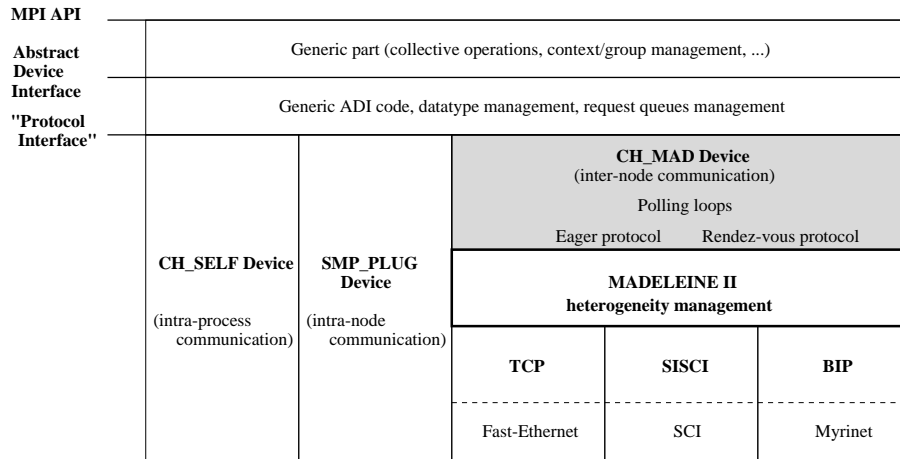 MPI API
Generic part (collective operations, context/group management, ...)
Abstract
Device
Interface
Generic ADI code, datatype management, request queues management
"Protocol
Interface"
CH_MAD Device
(inter-node communication)
Polling loops
Eager protocol Rendez-vous protocol
CH_SELF Device
(intra-process
communication)
SMP_PLUG
Device
(intra-node
communication)
MADELEINE II
heterogeneity management
TCP SISCI BIP
Fast-Ethernet SCI Myrinet